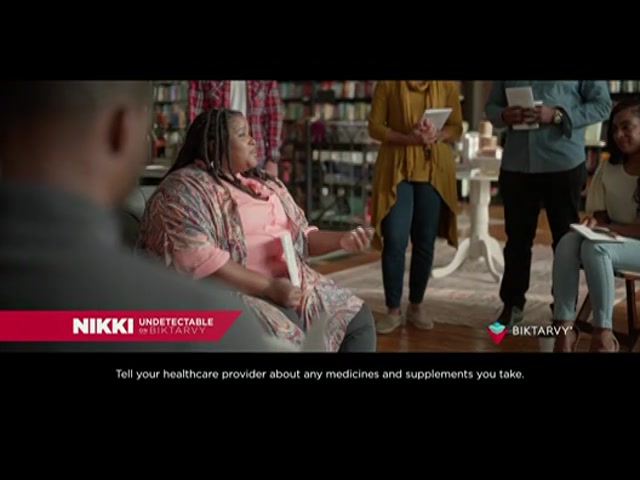 NIKKI
UNDETECTABLE
ON BIKTARVY
BIKTARVY®
Tell your healthcare provider about any medicines and supplements you take.